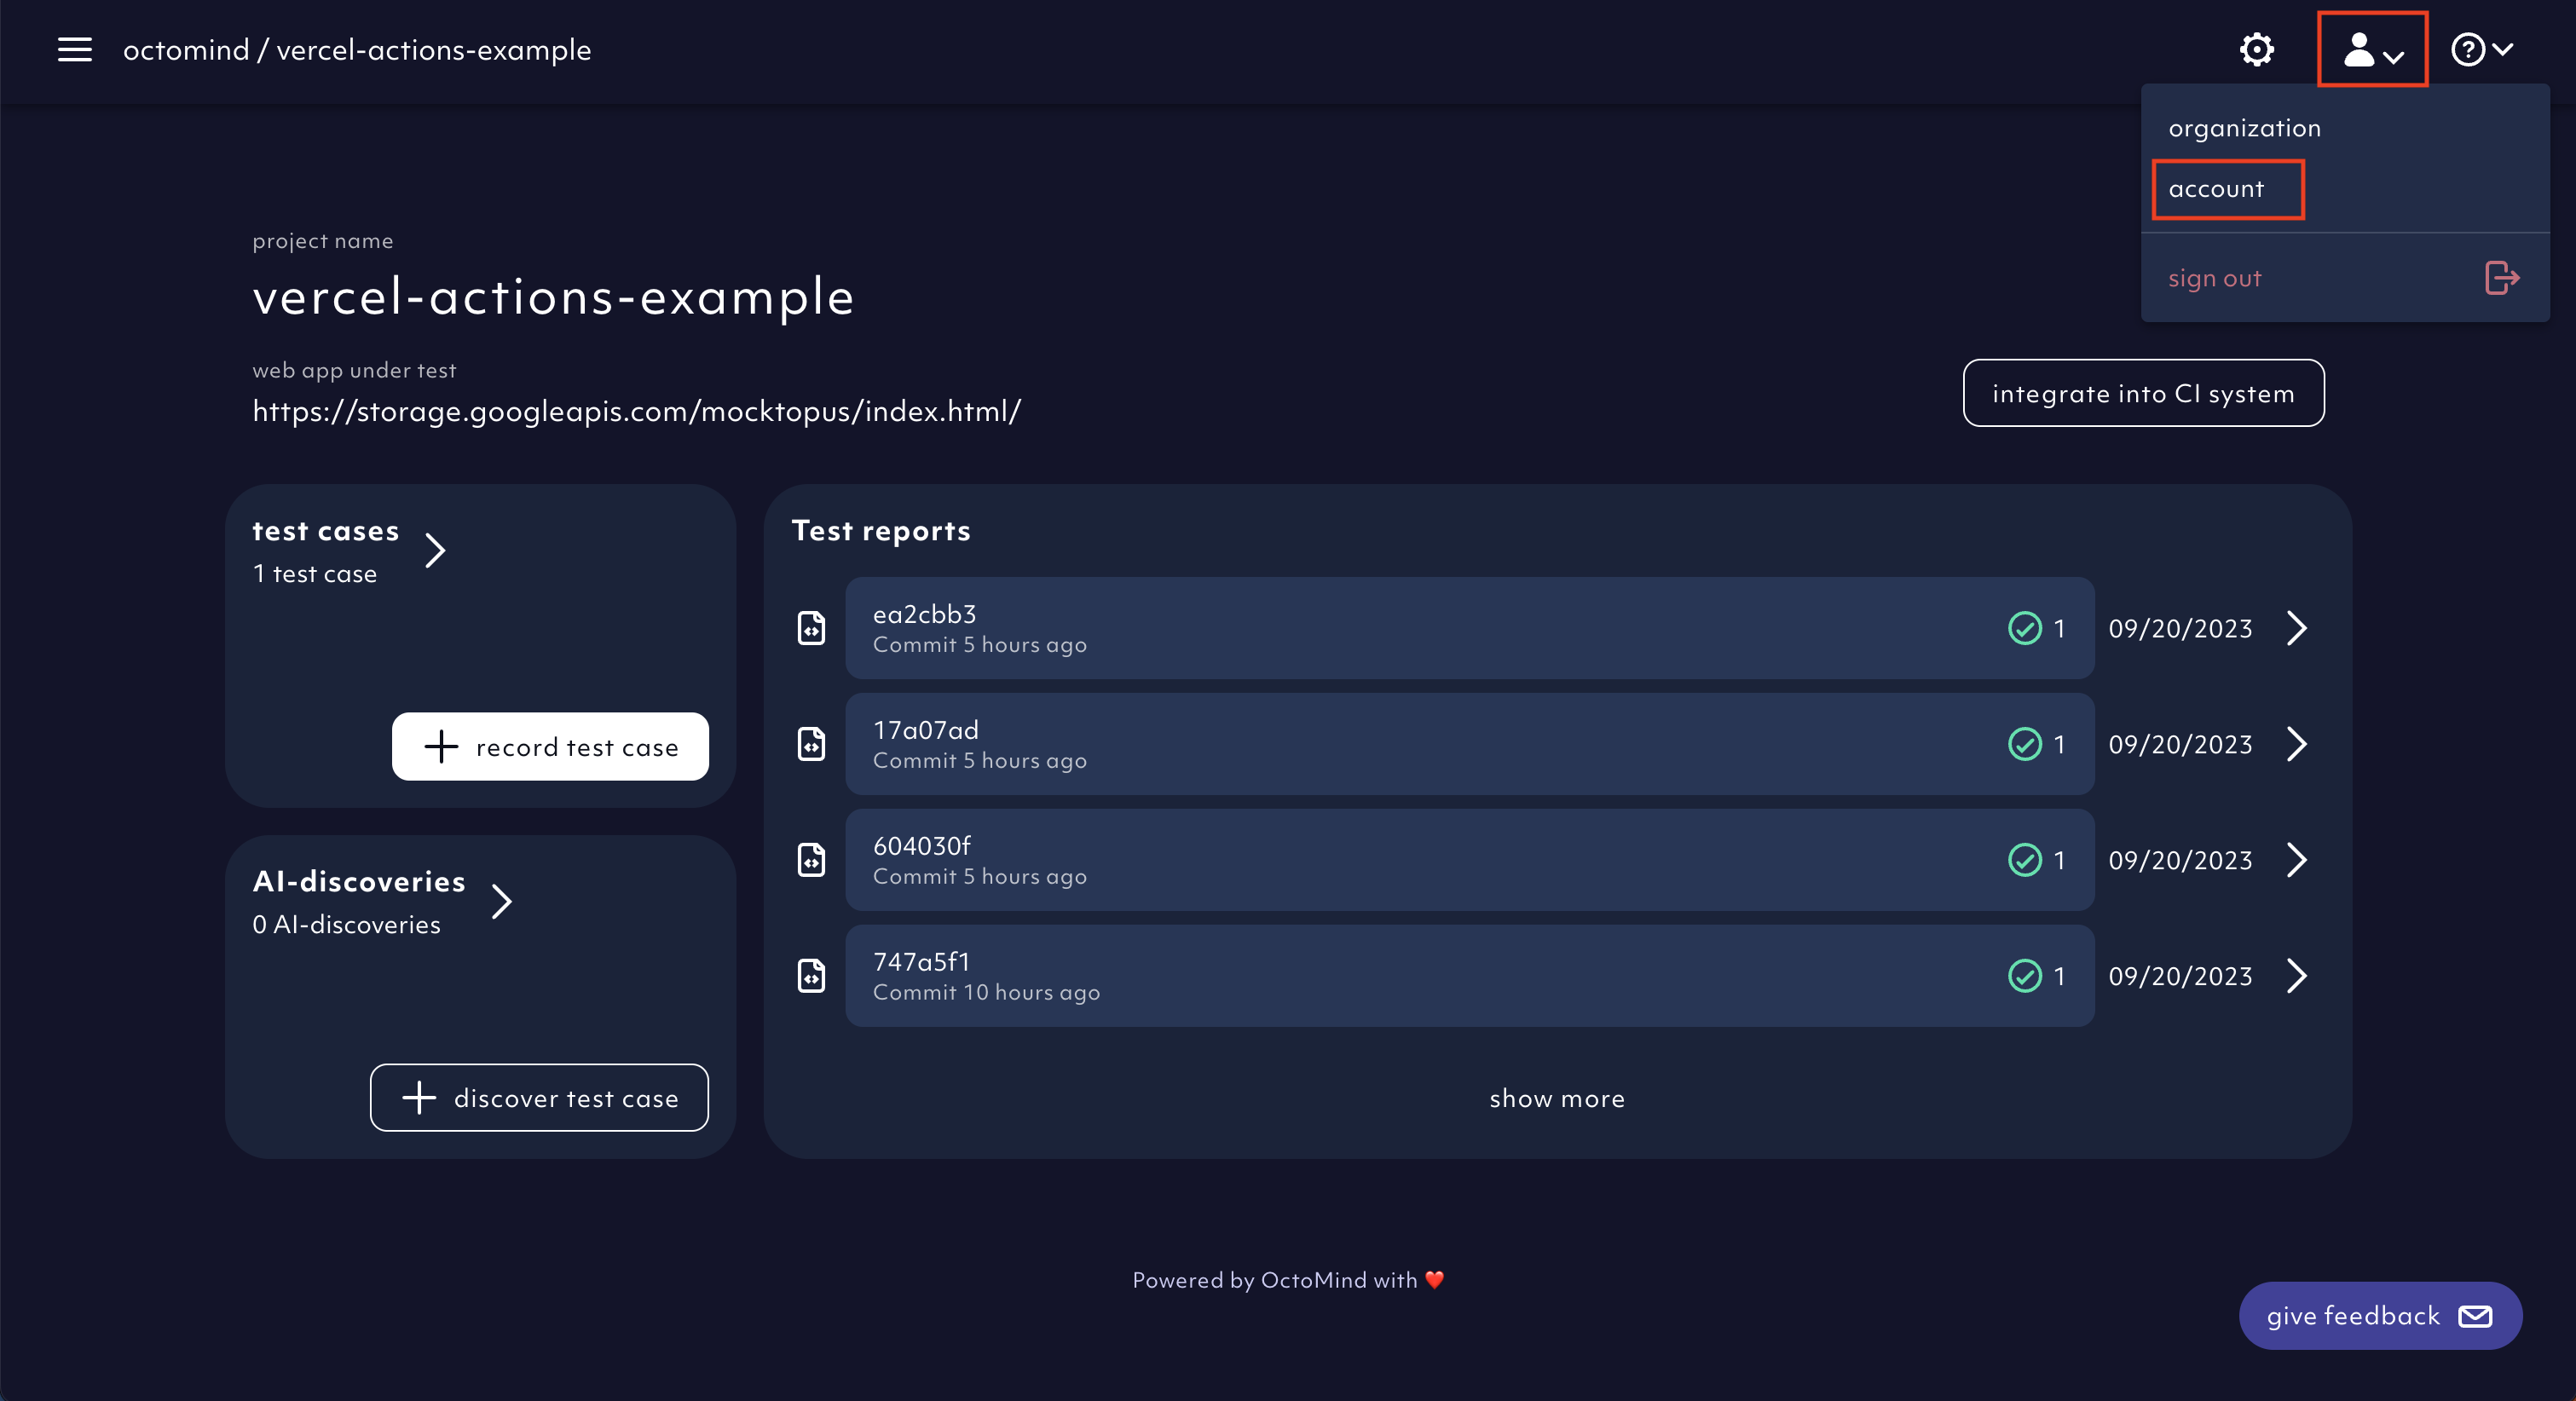 octomind / vercel-actions-example
organization
account
sign out
project name
vercel-actions-example
web app under test
https://storage.googleapis.com/mocktopus/index.html/
integrate into CI system
test cases
1 test case
record test case
AI-discoveries
0 AI-discoveries
discover test case
Test reports
ea2cbb3
Commit 5 hours ago
1 09/20/2023
17a07ad
Commit 5 hours ago
1 09/20/2023
604030f
Commit 5 hours ago
1 09/20/2023
747a5f1
Commit 10 hours ago
1 09/20/2023
show more
Powered by OctoMind with ❤️
give feedback